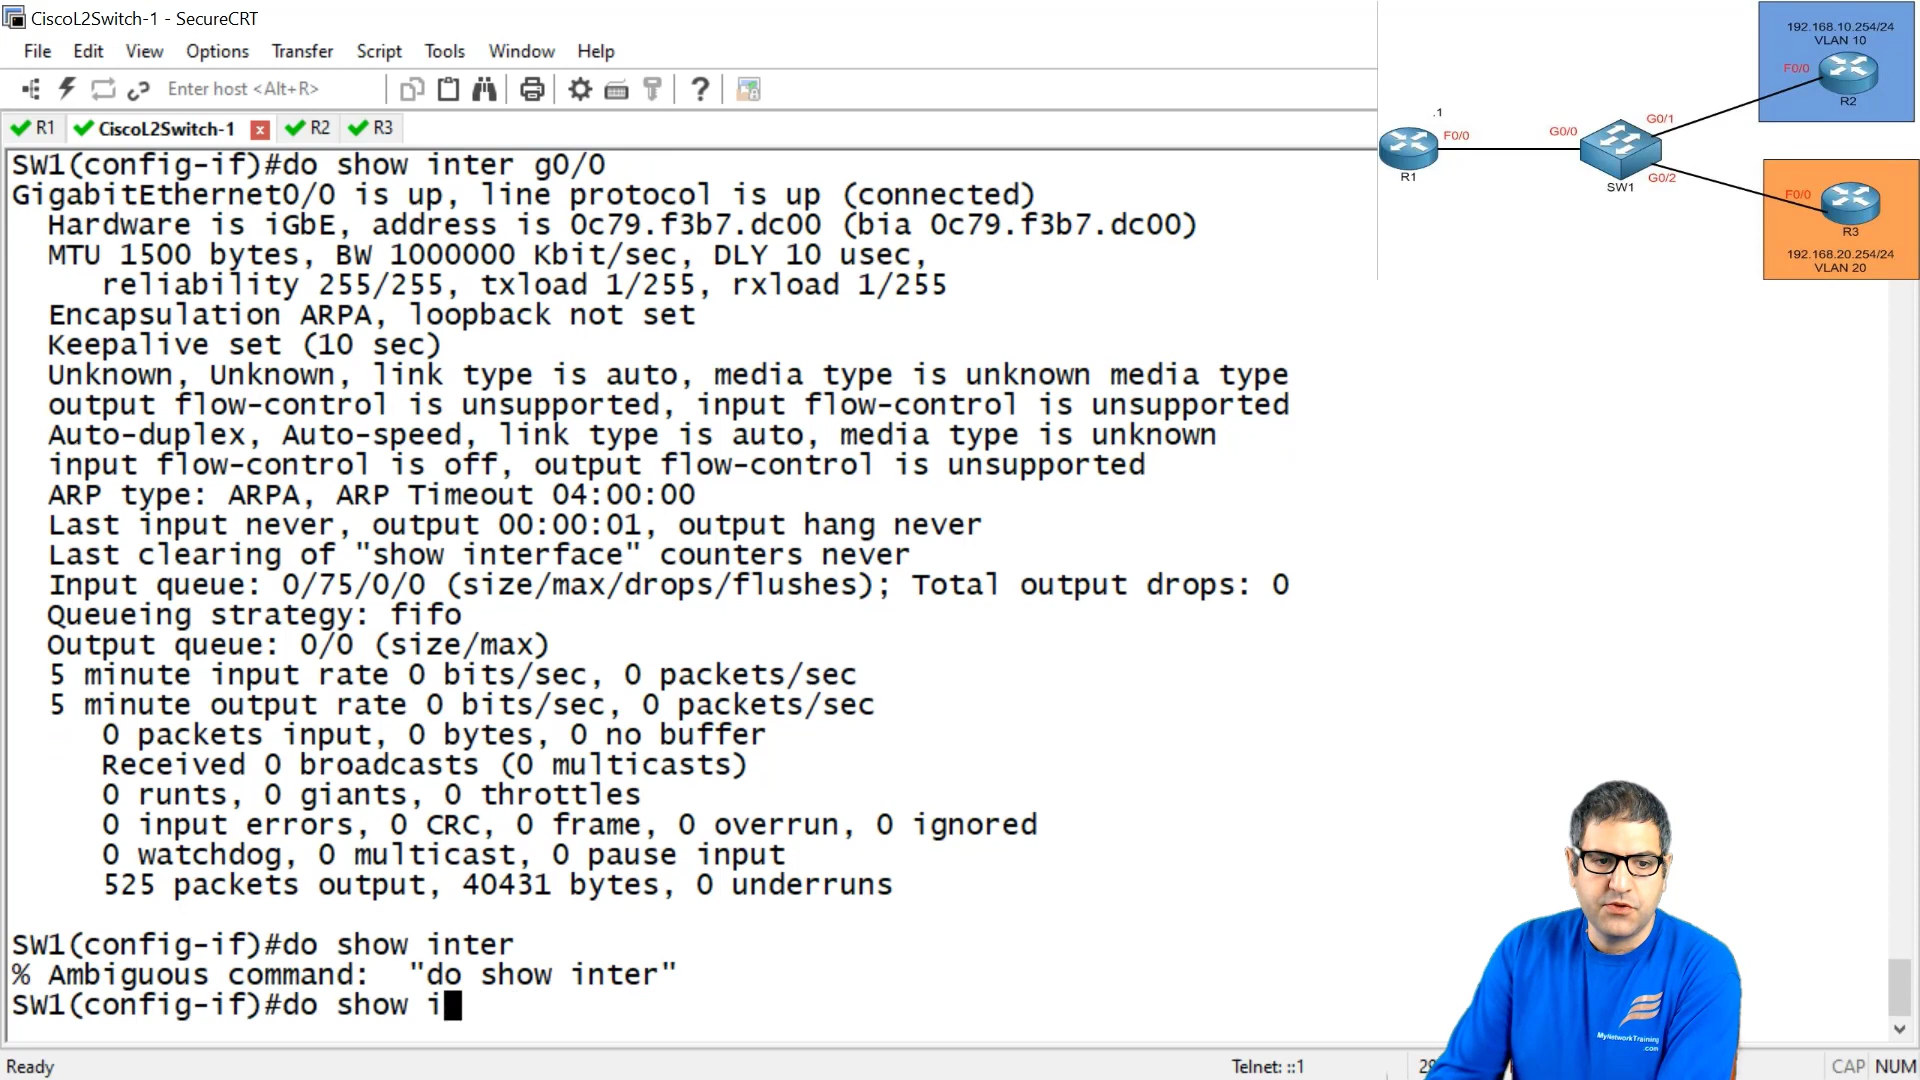 CiscoL2Switch-1 - SecureCRT
File Edit View Options Transfer Script Tools Window Help
Enter host <Alt+R>
R1 CiscoL2Switch-1 R2 R3
SW1(config-if)#do show inter g0/0
GigabitEthernet0/0 is up, line protocol is up (connected)
Hardware is iGbE, address is 0c79.f3b7.dc00 (bia 0c79.f3b7.dc00)
MTU 1500 bytes, BW 1000000 Kbit/sec, DLY 10 usec,
reliability 255/255, txload 1/255, rxload 1/255
Encapsulation ARPA, loopback not set
Keepalive set (10 sec)
Unknown, Unknown, link type is auto, media type is unknown media type
output flow-control is unsupported, input flow-control is unsupported
Auto-duplex, Auto-speed, link type is auto, media type is unknown
input flow-control is off, output flow-control is unsupported
ARP type: ARPA, ARP Timeout 04:00:00
Last input never, output 00:00:01, output hang never
Last clearing of "show interface" counters never
Input queue: 0/75/0/0 (size/max/drops/flushes); Total output drops: 0
Queueing strategy: fifo
Output queue: 0/0 (size/max)
5 minute input rate 0 bits/sec, 0 packets/sec
5 minute output rate 0 bits/sec, 0 packets/sec
0 packets input, 0 bytes, 0 no buffer
Received 0 broadcasts (0 multicasts)
0 runts, 0 giants, 0 throttles
0 input errors, 0 CRC, 0 frame, 0 overrun, 0 ignored
0 watchdog, 0 multicast, 0 pause input
525 packets output, 40431 bytes, 0 underruns
SW1(config-if)#do show inter
% Ambiguous command: "do show inter"
SW1(config-if)#do show i
192.168.10.254/24
VLAN 10
F0/0
R2
.1
F0/0
R1
G0/0
G0/1
SW1
G0/2
F0/0
R3
192.168.20.254/24
VLAN 20
MyNetworkTraining
.com
Ready
Telnet: ::1
CAP NUM